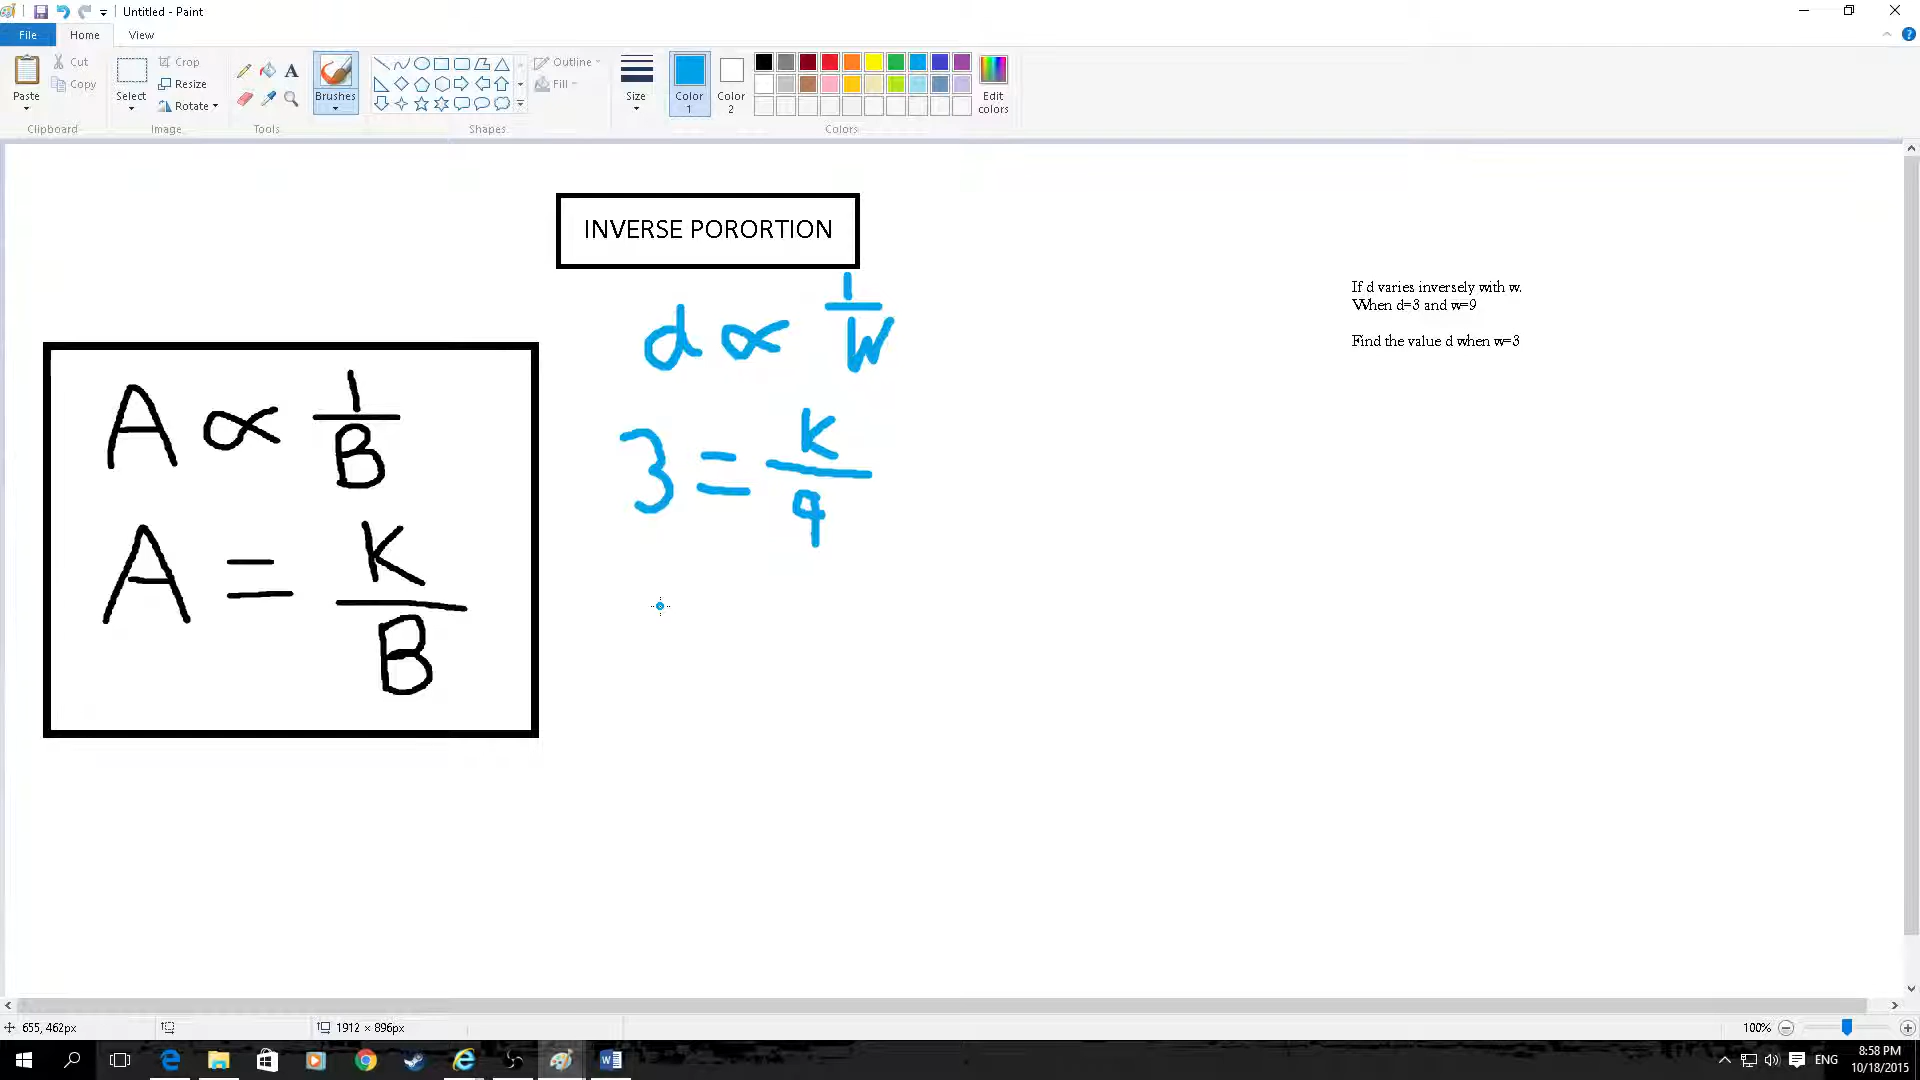 Untitled - Paint
File Home View
Paste
Cut
Copy
Clipboard
Select
Crop
Resize
Rotate
Image
Tools
Brushes
Shapes
Outline
Fill
Size
Color 1
Color 2
Edit colors
Colors
INVERSE PORORTION
d ∝ 1/W
3 = K/9
A ∝ 1/B
A = K/B
If d varies inversely with w.
When d=3 and w=9
Find the value d when w=3
655, 462px
1912 × 896px
100%
ENG
8:58 PM
10/18/2015